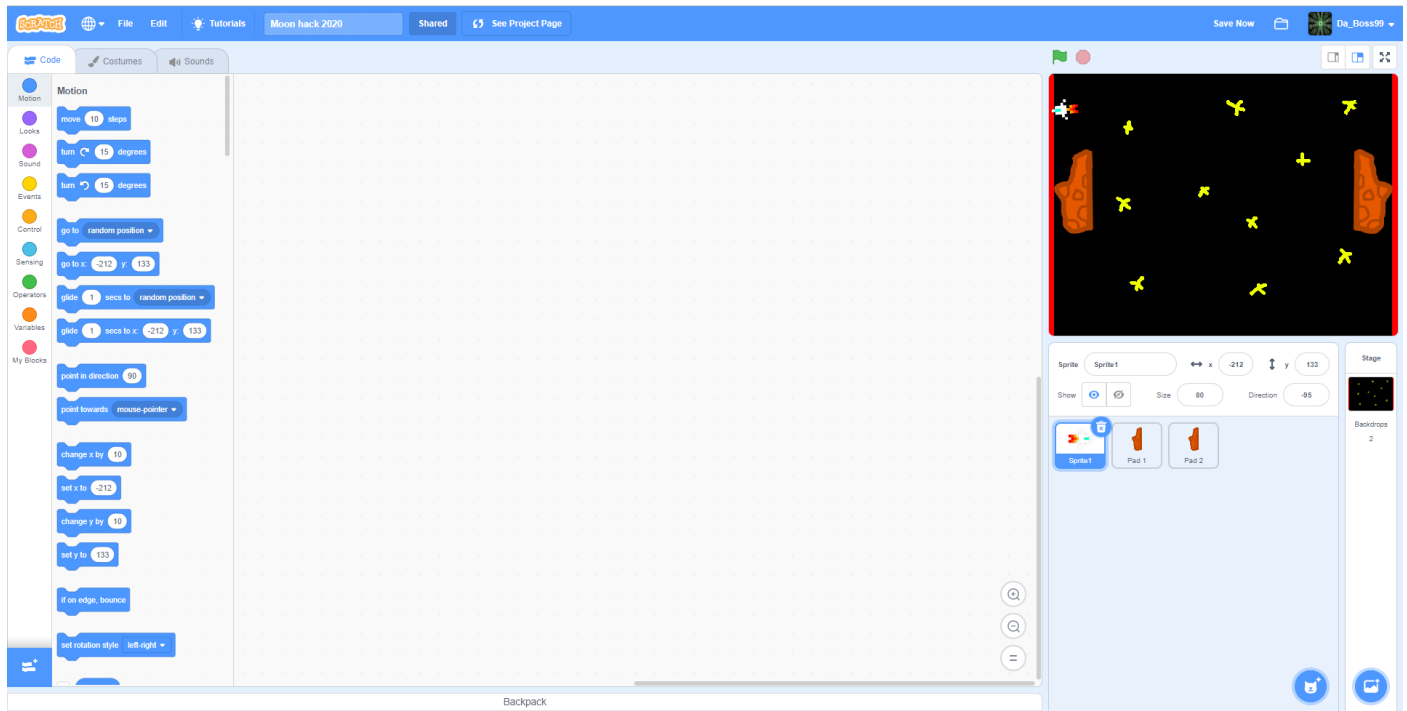 SCRATCH File Edit Tutorials Moon hack 2020 Shared See Project Page Save Now Da_Boss99
Code Costumes Sounds
Motion
Looks
Sound
Events
Control
Sensing
Operators
Variables
My Blocks
Motion
move 10 steps
turn 15 degrees
turn 15 degrees
go to random position
go to x: -212 y: 133
glide 1 secs to random position
glide 1 secs to x: -212 y: 133
point in direction 90
point towards mouse-pointer
change x by 10
set x to -212
change y by 10
set y to 133
if on edge, bounce
set rotation style left-right
Backpack
Sprite Sprite1 x -212 y 133
Show Size 80 Direction -95
Sprite1 Pad 1 Pad 2
Stage
Backdrops
2